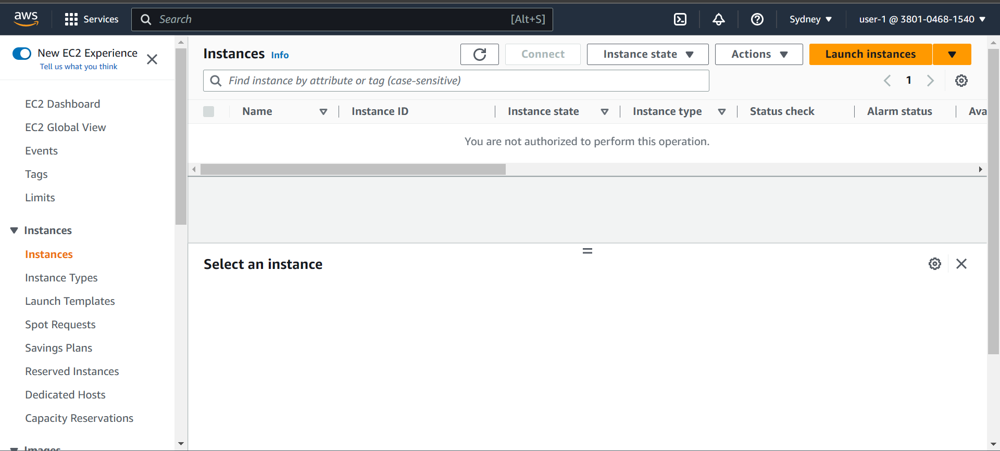 aws
Services
Search
[Alt+S]
Sydney
user-1 @ 3801-0468-1540
New EC2 Experience
Tell us what you think
EC2 Dashboard
EC2 Global View
Events
Tags
Limits
Instances
Instances
Instance Types
Launch Templates
Spot Requests
Savings Plans
Reserved Instances
Dedicated Hosts
Capacity Reservations
Images
Instances Info
Connect
Instance state
Actions
Launch instances
Find instance by attribute or tag (case-sensitive)
1
Name Instance ID Instance state Instance type Status check Alarm status Ava
You are not authorized to perform this operation.
Select an instance